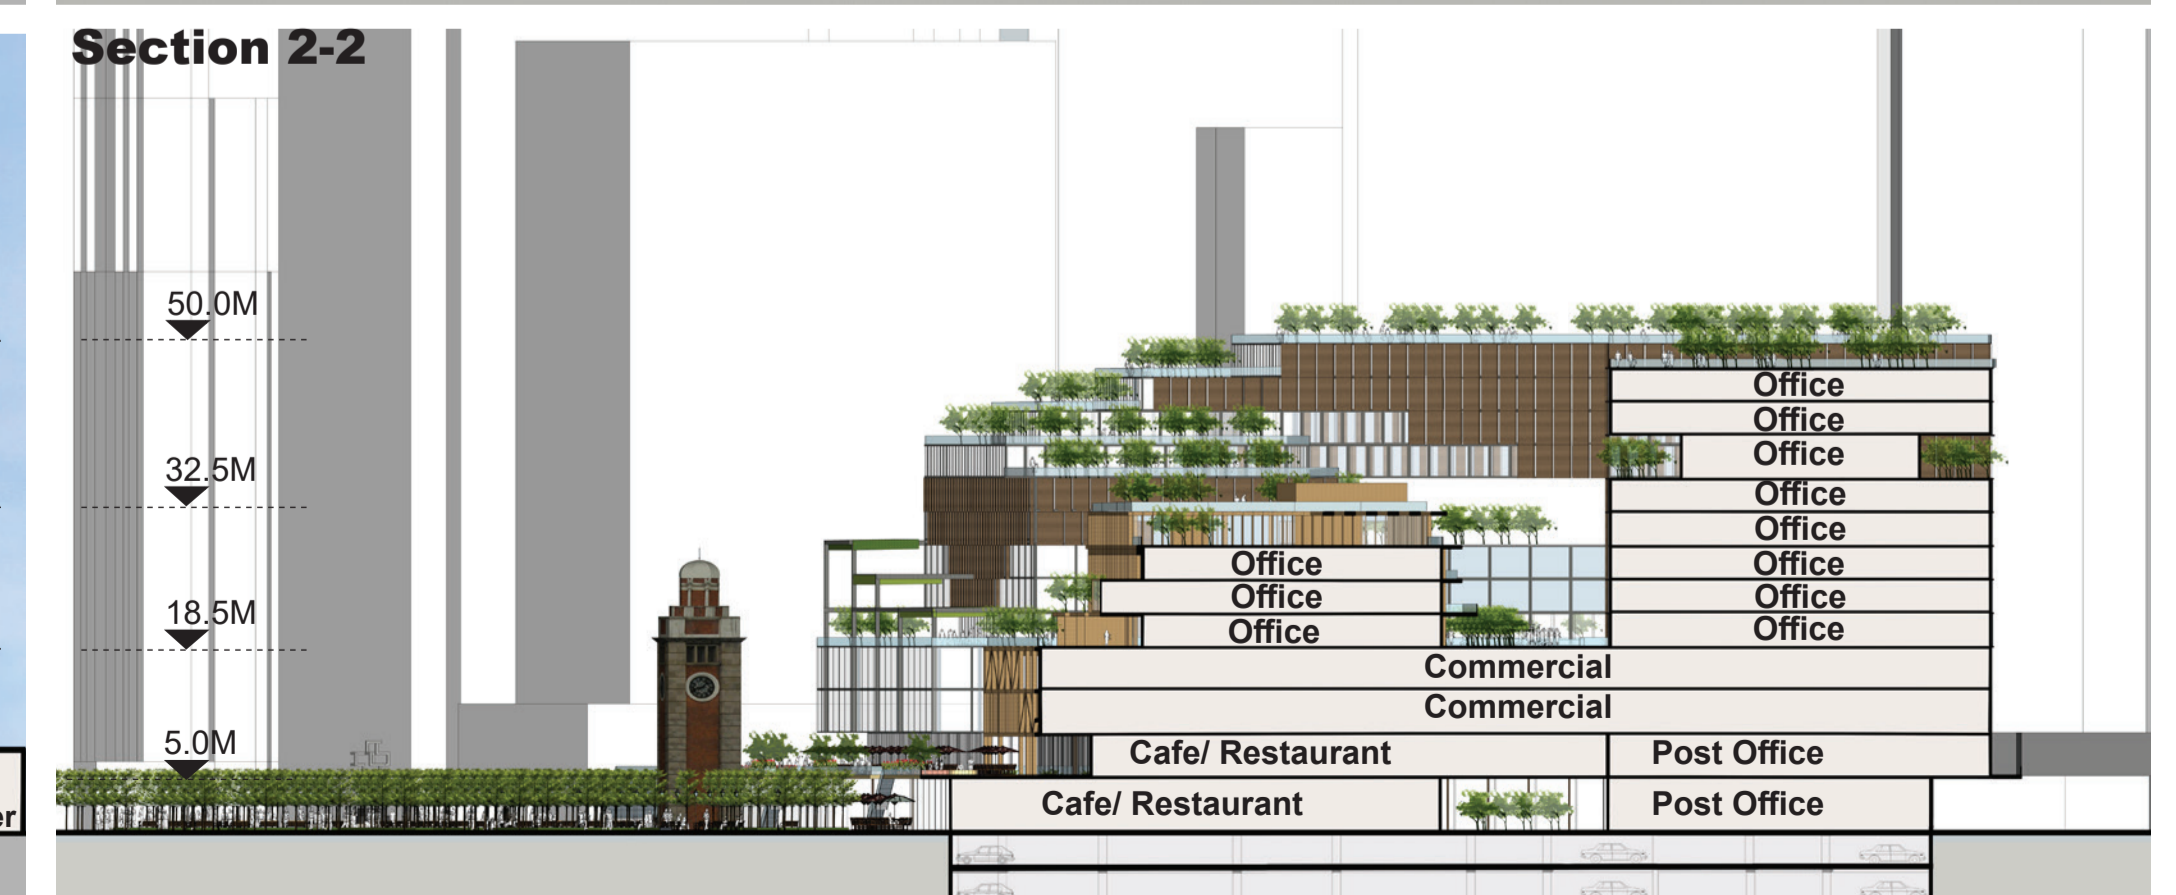 Section 2-2
50.0M
Office
Office
Office
32.5M
Office
Office
Office
Office
Office
Office
18.5M
Office
Office
Commercial
Commercial
5.0M
Cafe/ Restaurant
Post Office
Cafe/ Restaurant
Post Office
er